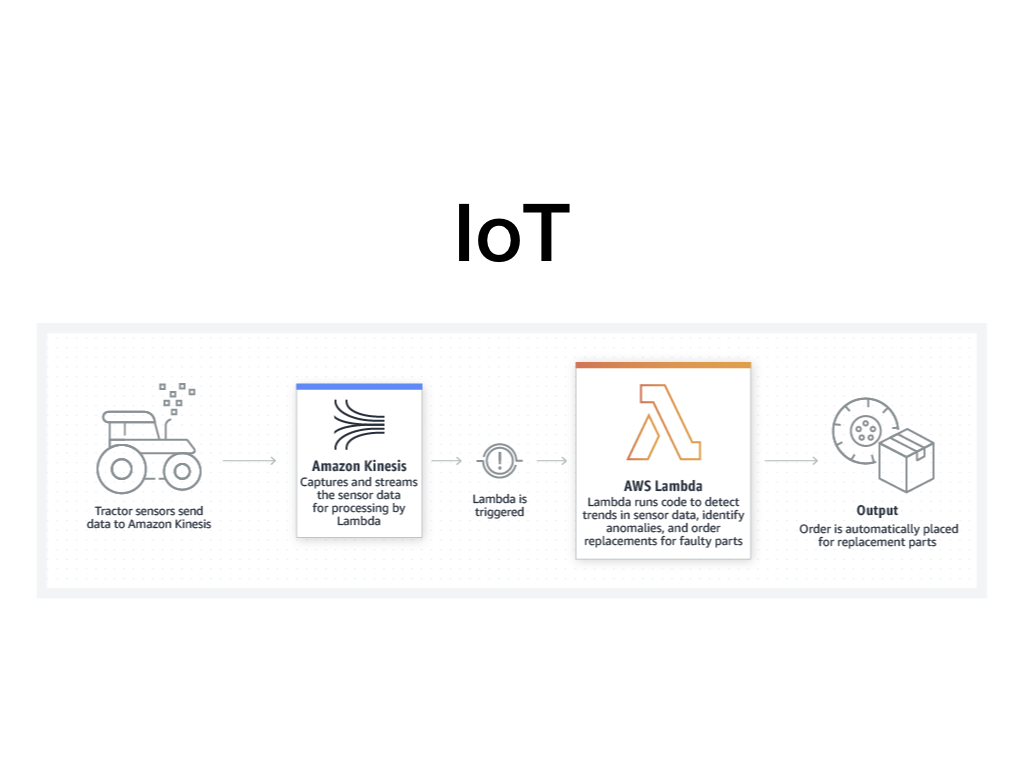 IoT
Tractor sensors send
data to Amazon Kinesis
Amazon Kinesis
Captures and streams
the sensor data
for processing by
Lambda
Lambda is
triggered
AWS Lambda
Lambda runs code to detect
trends in sensor data, identify
anomalies, and order
replacements for faulty parts
Output
Order is automatically placed
for replacement parts